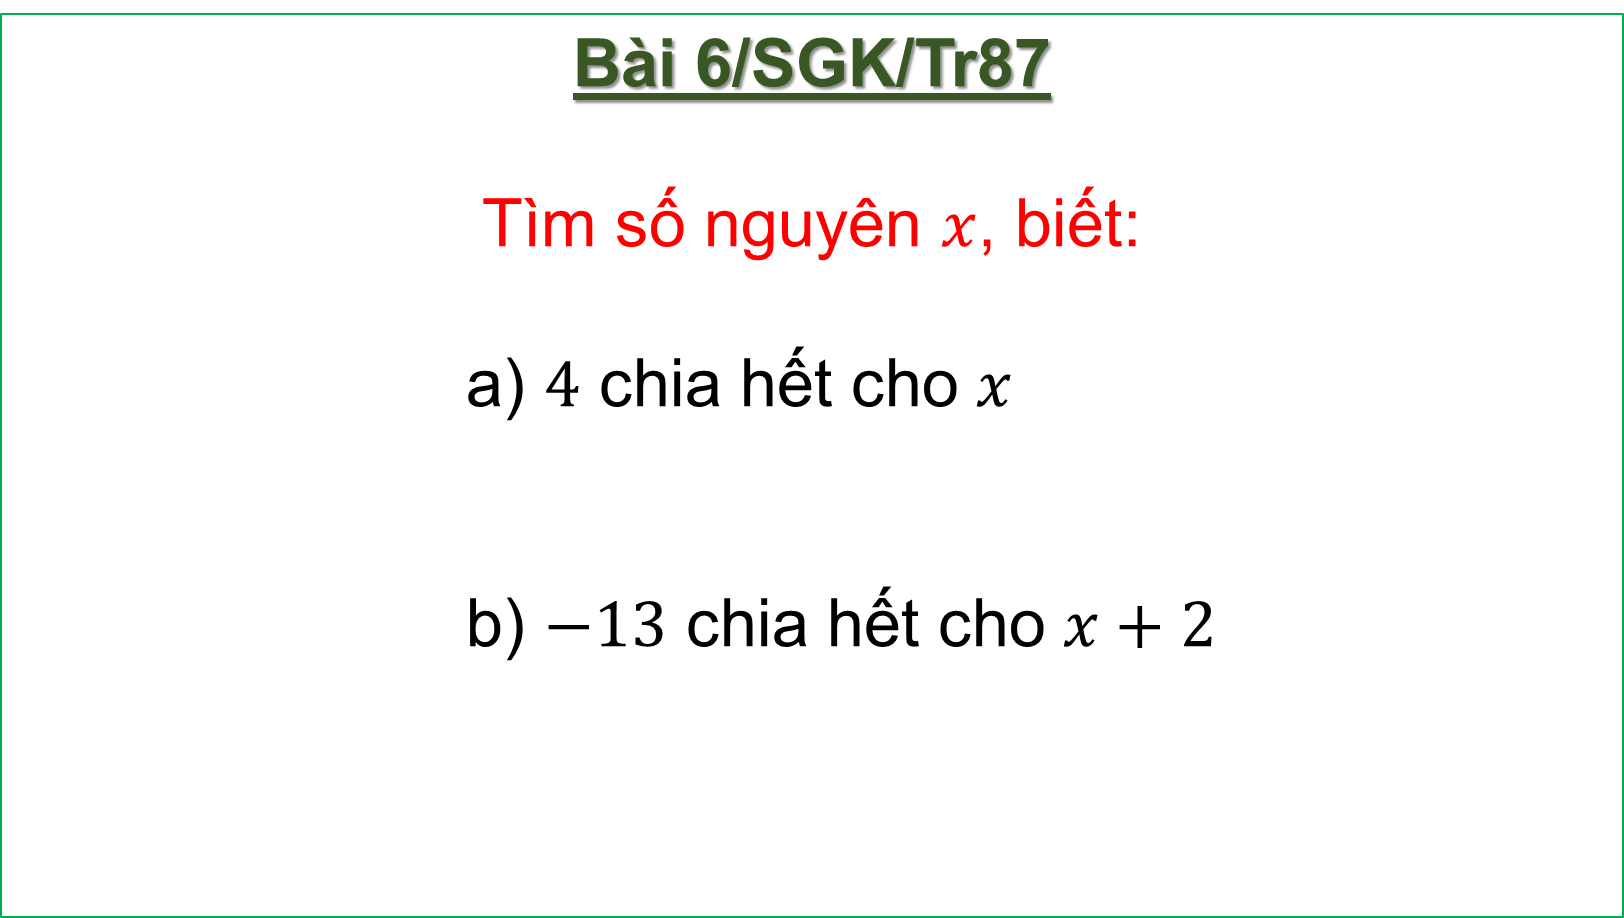 Bài 6/SGK/Tr87
Tìm số nguyên 𝑥, biết:
a) 4 chia hết cho 𝑥
b) −13 chia hết cho 𝑥 + 2